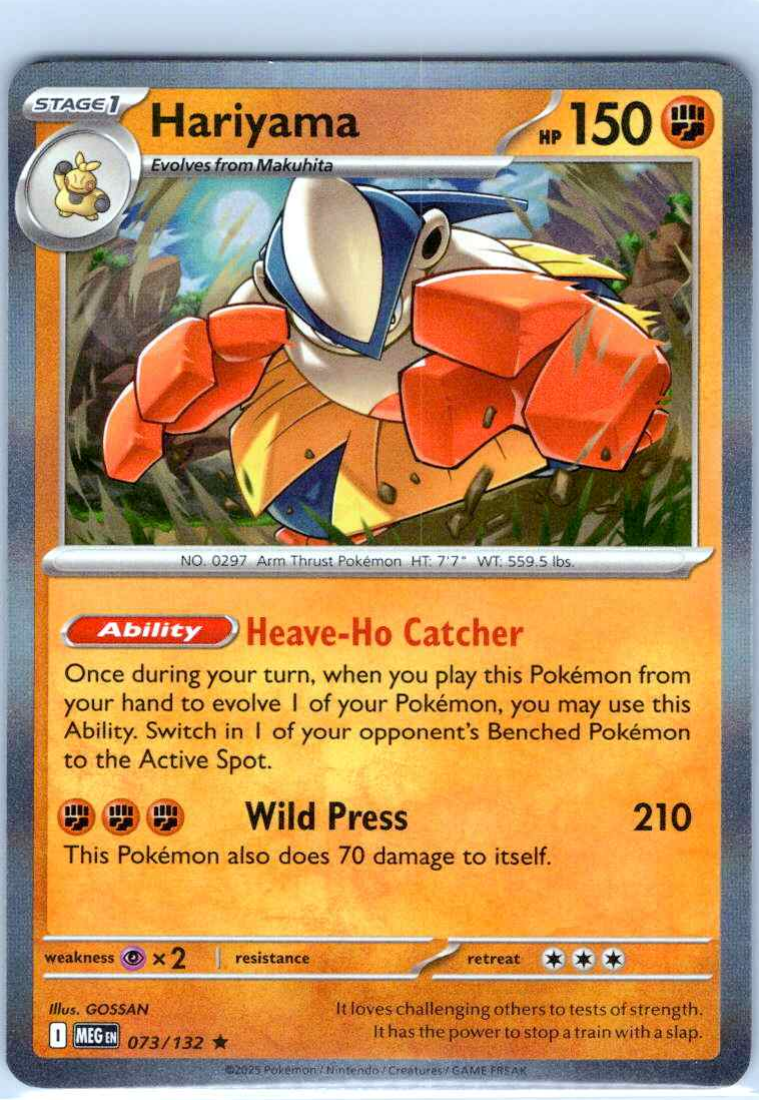 STAGE 1
Hariyama
HP 150
Evolves from Makuhita
NO. 0297 Arm Thrust Pokémon HT: 7'7" WT: 559.5 lbs.
Ability Heave-Ho Catcher
Once during your turn, when you play this Pokémon from
your hand to evolve 1 of your Pokémon, you may use this
Ability. Switch in 1 of your opponent's Benched Pokémon
to the Active Spot.
Wild Press 210
This Pokémon also does 70 damage to itself.
weakness ×2 resistance retreat
Illus. GOSSAN
It loves challenging others to tests of strength.
It has the power to stop a train with a slap.
I MEG EN 073/132 ★
©2025 Pokémon / Nintendo / Creatures / GAME FREAK